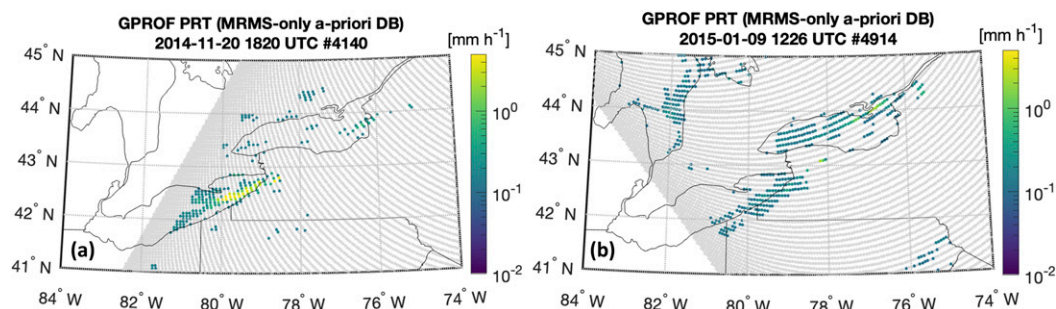 GPROF PRT (MRMS-only a-priori DB)
2014-11-20 1820 UTC #4140
[mm h⁻¹]
45° N
44° N
43° N
42° N
41° N
84° W
82° W
80° W
78° W
76° W
74° W
10⁰
10⁻¹
10⁻²
(a)
GPROF PRT (MRMS-only a-priori DB)
2015-01-09 1226 UTC #4914
[mm h⁻¹]
45° N
44° N
43° N
42° N
41° N
84° W
82° W
80° W
78° W
76° W
74° W
10⁰
10⁻¹
10⁻²
(b)